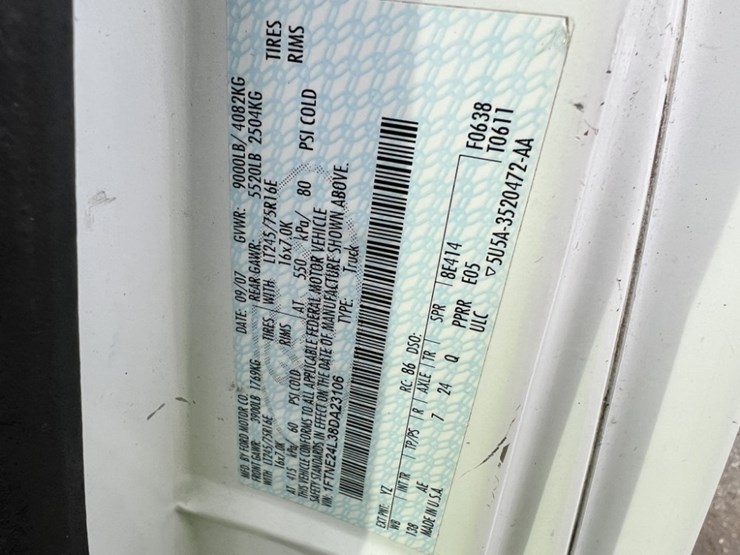 MFD. BY FORD MOTOR CO.
DATE: 09/07 GVWR: 9000LB/ 4082KG
FRONT GAWR: 3900LB 1769KG REAR GAWR: 5520LB 2504KG
WITH LT245/75R16E TIRES WITH LT245/75R16E TIRES
16x7.0K RIMS 16x7.0K RIMS
AT 415 kPa/ 60 PSI COLD AT 550 kPa/ 80 PSI COLD
THIS VEHICLE CONFORMS TO ALL APPLICABLE FEDERAL MOTOR VEHICLE
SAFETY STANDARDS IN EFFECT ON THE DATE OF MANUFACTURE SHOWN ABOVE.
VIN: 1FTNE24L38DA23106
TYPE: Truck
EXT PNT: YZ RC: 86 DSO: F0638
WB INT TR TP/PS R AXLE TR SPR BE414 T0611
138 AE 7 24 Q PPRR E05
MADE IN U.S.A. ULC
▽5U5A-3520472-AA